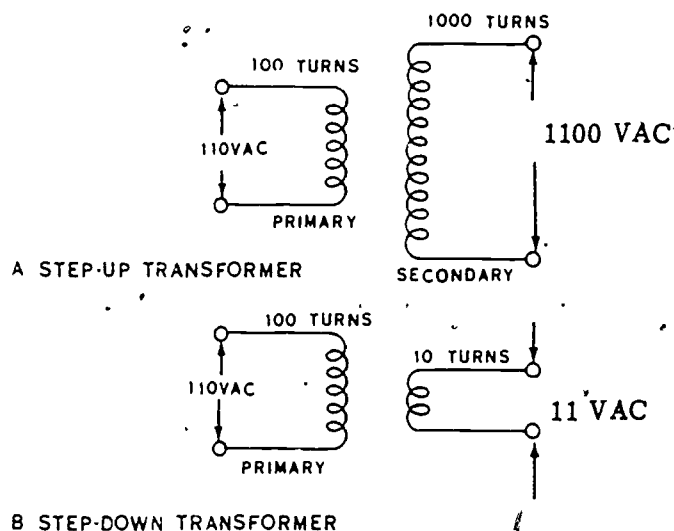 1000 TURNS
100 TURNS
110VAC
1100 VAC
PRIMARY
A STEP-UP TRANSFORMER
SECONDARY
100 TURNS
10 TURNS
110VAC
11 VAC
PRIMARY
B STEP-DOWN TRANSFORMER